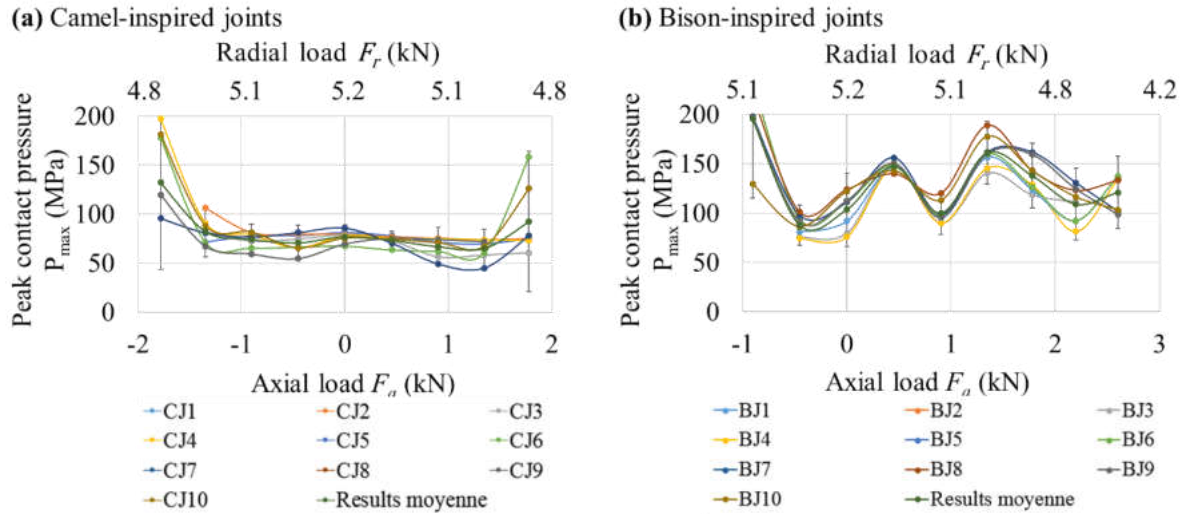 (a) Camel-inspired joints
Radial load Fr (kN)
4.8 5.1 5.2 5.1 4.8
Peak contact pressure
Pmax (MPa)
200
150
100
50
0
-2 -1 0 1 2
Axial load Fa (kN)
CJ1 CJ2 CJ3
CJ4 CJ5 CJ6
CJ7 CJ8 CJ9
CJ10 Results moyenne
(b) Bison-inspired joints
Radial load Fr (kN)
5.1 5.2 5.1 4.8 4.2
Peak contact pressure
Pmax (MPa)
200
150
100
50
0
-1 0 1 2 3
Axial load Fa (kN)
BJ1 BJ2 BJ3
BJ4 BJ5 BJ6
BJ7 BJ8 BJ9
BJ10 Results moyenne